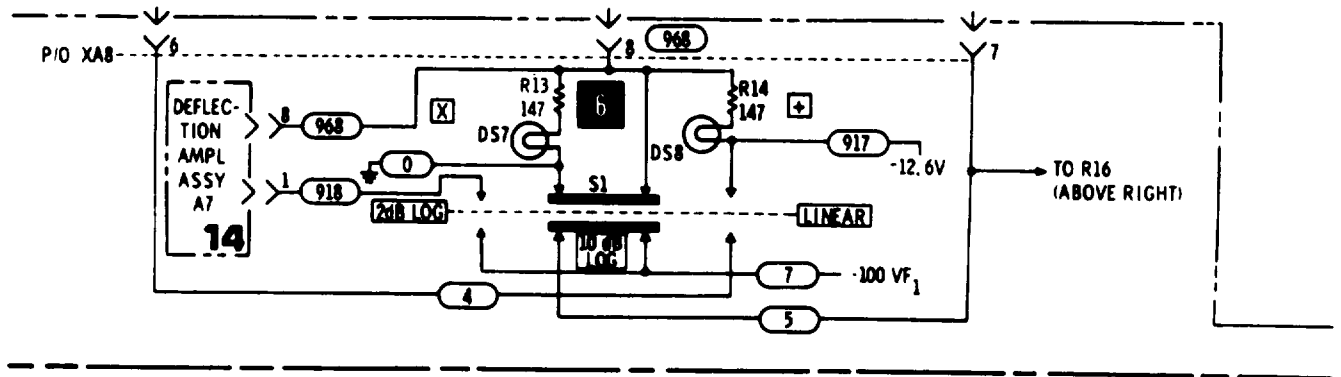 6
8
968
7
P/O XA8
R13
147
6
R14
147
DEFLEC-
TION
AMPL
ASSY
A7
14
8
968
X
+
DS7
DS8
917
-12.6V
0
1
918
S1
TO R16
(ABOVE RIGHT)
2dB LOG
LINEAR
10 dB
LOG
7
-100 VF1
4
5